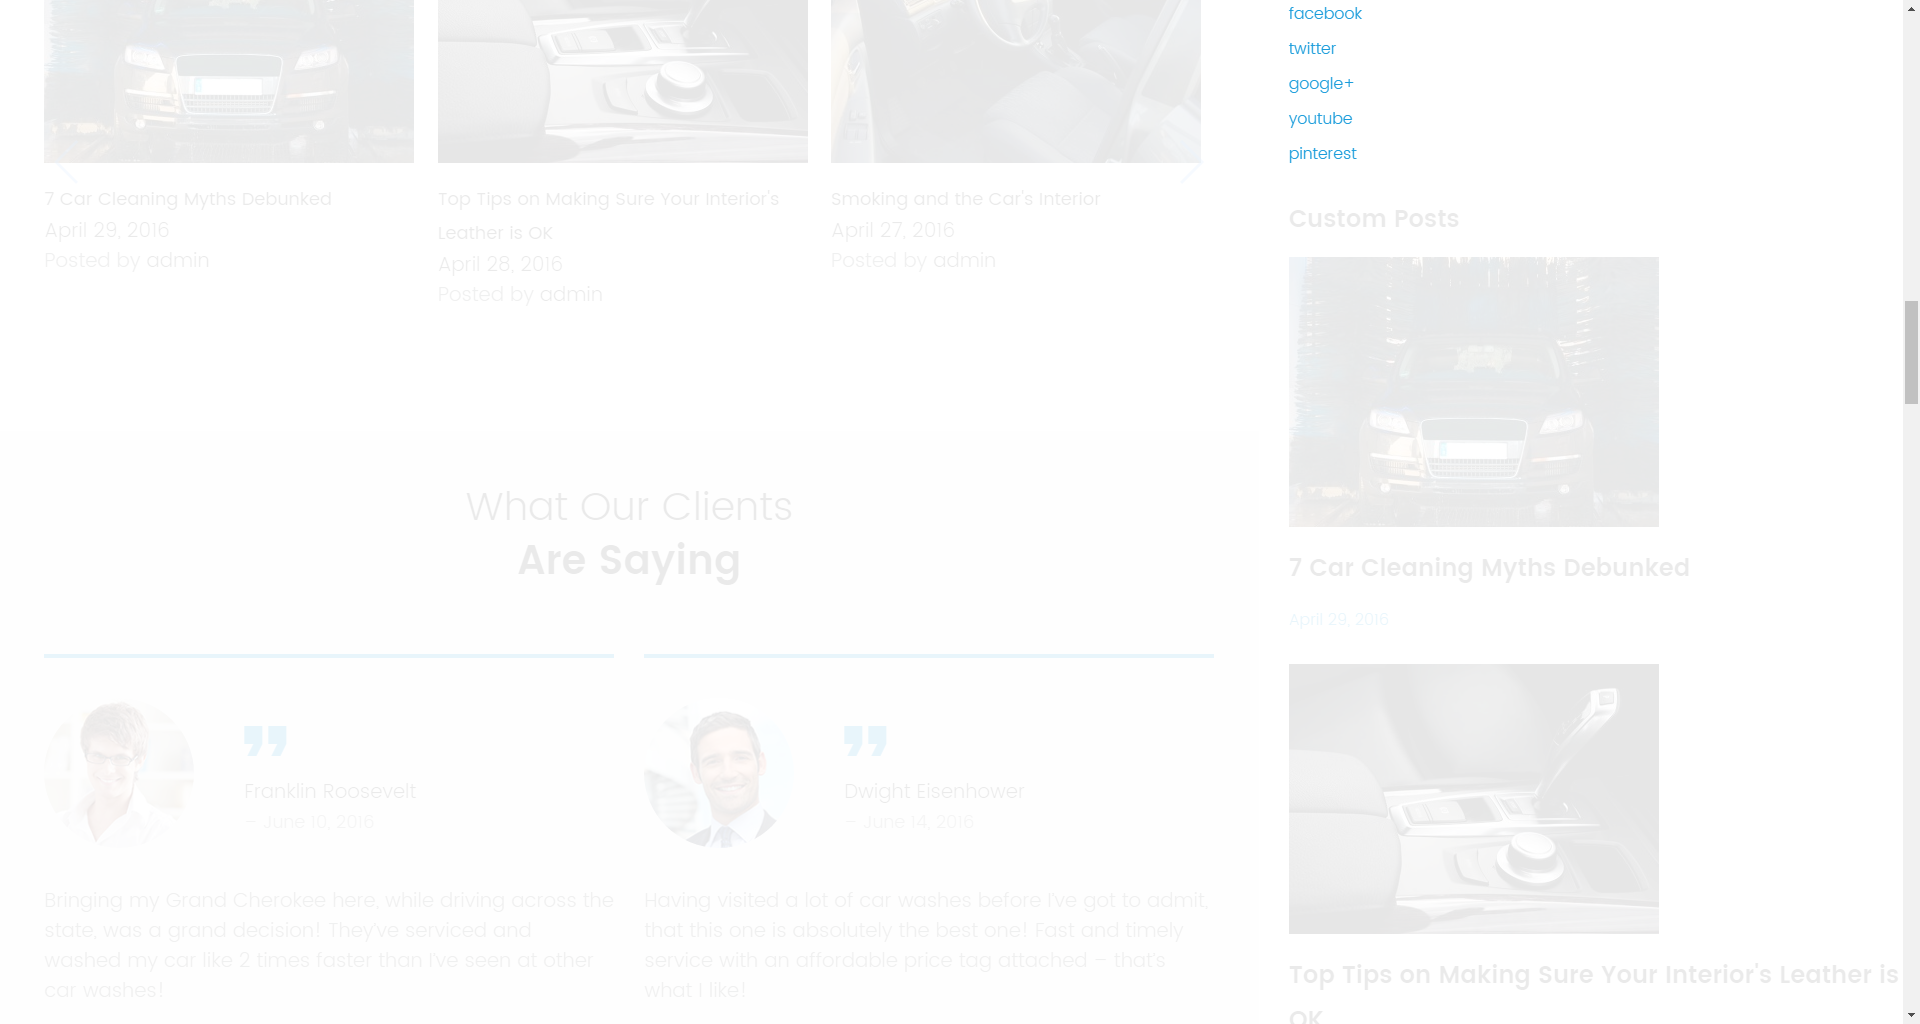 7 Car Cleaning Myths Debunked
April 29, 2016
Posted by admin
Top Tips on Making Sure Your Interior's
Leather is OK
April 28, 2016
Posted by admin
Smoking and the Car's Interior
April 27, 2016
Posted by admin
What Our Clients
Are Saying
Franklin Roosevelt
– June 10, 2016
Bringing my Grand Cherokee here, while driving across the
state, was a grand decision! They've serviced and
washed my car like 2 times faster than I've seen at other
car washes!
Dwight Eisenhower
– June 14, 2016
Having visited a lot of car washes before I've got to admit,
that this one is absolutely the best one! Fast and timely
service with an affordable price tag attached – that's
what I like!
facebook
twitter
google+
youtube
pinterest
Custom Posts
7 Car Cleaning Myths Debunked
April 29, 2016
Top Tips on Making Sure Your Interior's Leather is
OK